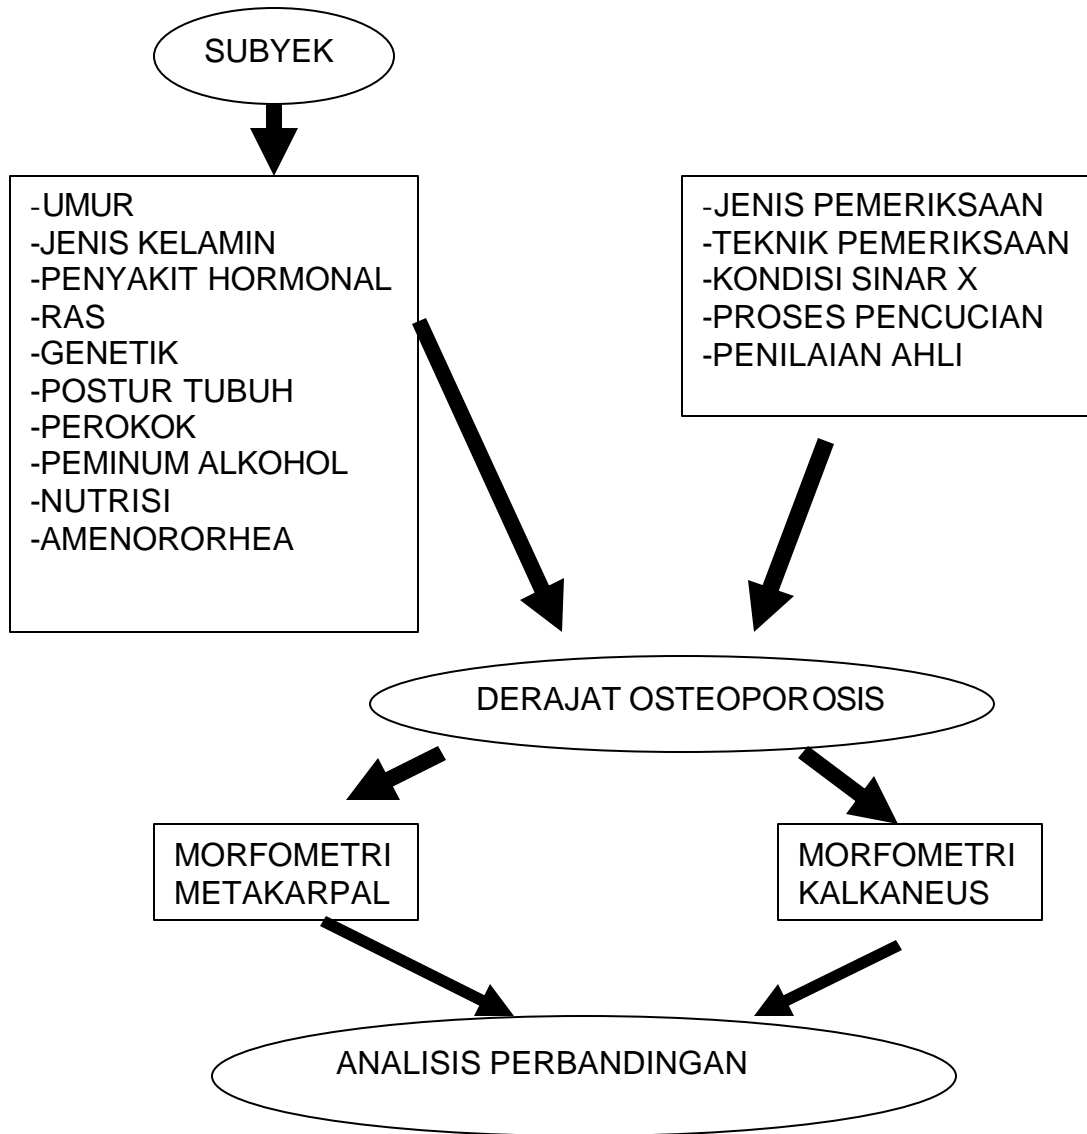 SUBYEK
-UMUR
-JENIS KELAMIN
-PENYAKIT HORMONAL
-RAS
-GENETIK
-POSTUR TUBUH
-PEROKOK
-PEMINUM ALKOHOL
-NUTRISI
-AMENORORHEA
-JENIS PEMERIKSAAN
-TEKNIK PEMERIKSAAN
-KONDISI SINAR X
-PROSES PENCUCIAN
-PENILAIAN AHLI
DERAJAT OSTEOPOROSIS
MORFOMETRI
METAKARPAL
MORFOMETRI
KALKANEUS
ANALISIS PERBANDINGAN